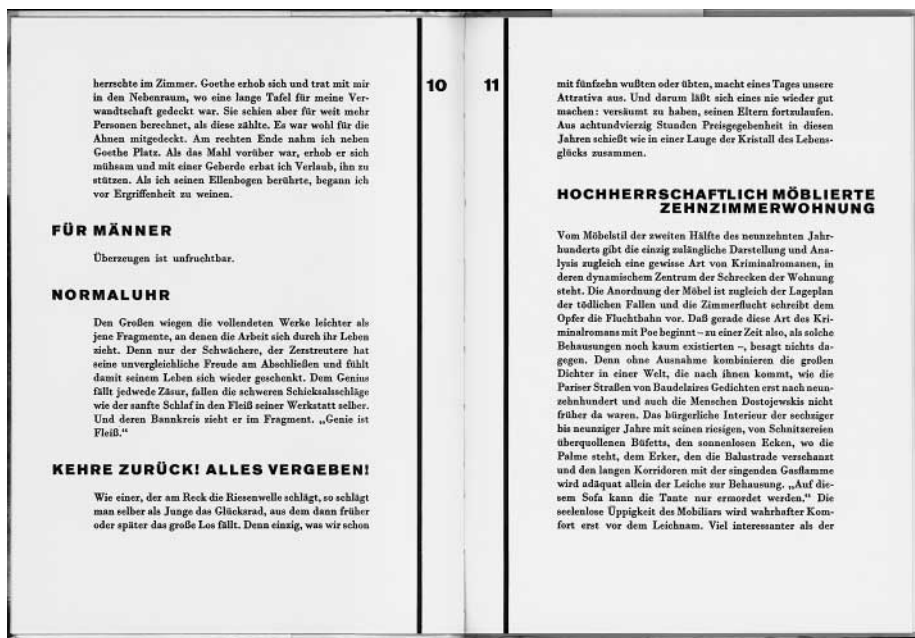 herrschte im Zimmer. Goethe erhob sich und trat mit mir
in den Nebenraum, wo eine lange Tafel für meine Ver-
wandtschaft gedeckt war. Sie schien aber für weit mehr
Personen berechnet, als diese zählte. Es war wohl für die
Ahnen mitgedeckt. Am rechten Ende nahm ich neben
Goethe Platz. Als das Mahl vorüber war, erhob er sich
mühsam und mit einer Geberde erbat ich Verlaub, ihn zu
stützen. Als ich seinen Ellenbogen berührte, begann ich
vor Ergriffenheit zu weinen.
FÜR MÄNNER
Überzeugen ist unfruchtbar.
NORMALUHR
Den Großen wiegen die vollendeten Werke leichter als
jene Fragmente, an denen die Arbeit sich durch ihr Leben
zieht. Denn nur der Schwächere, der Zerstreutere hat
seine unvergleichliche Freude am Abschließen und fühlt
damit seinem Leben sich wieder geschenkt. Dem Genius
fällt jedwede Zäsur, fallen die schweren Schicksalsschläge
wie der sanfte Schlaf in den Fleiß seiner Werkstatt selber.
Und deren Bannkreis zieht er im Fragment. „Genie ist
Fleiß.“
KEHRE ZURÜCK! ALLES VERGEBEN!
Wie einer, der am Reck die Riesenwelle schlägt, so schlägt
man selber als Junge das Glücksrad, aus dem dann früher
oder später das große Los fällt. Denn einzig, was wir schon
10
11
mit fünfzehn wußten oder übten, macht eines Tages unsere
Attrativa aus. Und darum läßt sich eines nie wieder gut
machen: versäumt zu haben, seinen Eltern fortzulaufen.
Aus achtundvierzig Stunden Preisgegebenheit in diesen
Jahren schießt wie in einer Lauge der Kristall des Lebens-
glücks zusammen.
HOCHHERRSCHAFTLICH MÖBLIERTE
ZEHNZIMMERWOHNUNG
Vom Möbelstil der zweiten Hälfte des neunzehnten Jahr-
hunderts gibt die einzig zulängliche Darstellung und Ana-
lysis zugleich eine gewisse Art von Kriminalromanen, in
deren dynamischem Zentrum der Schrecken der Wohnung
steht. Die Anordnung der Möbel ist zugleich der Lageplan
der tödlichen Fallen und die Zimmerflucht schreibt dem
Opfer die Fluchtbahn vor. Daß gerade diese Art des Kri-
minalromans mit Poe beginnt – zu einer Zeit also, als solche
Behausungen noch kaum existierten –, besagt nichts da-
gegen. Denn ohne Ausnahme kombinieren die großen
Dichter in einer Welt, die nach ihnen kommt, wie die
Pariser Straßen von Baudelaires Gedichten erst nach neun-
zehnhundert und auch die Menschen Dostojewskis nicht
früher da waren. Das bürgerliche Interieur der sechziger
bis neunziger Jahre mit seinen riesigen, von Schnitzereien
überquollenen Büfetts, den sonnenlosen Ecken, wo die
Palme steht, dem Erker, den die Balustrade verschanzt
und den langen Korridoren mit der singenden Gasflamme
wird adäquat allein der Leiche zur Behausung. „Auf die-
sem Sofa kann die Tante nur ermordet werden.“ Die
seelenlose Üppigkeit des Mobiliars wird wahrhafter Kom-
fort erst vor dem Leichnam. Viel interessanter als der